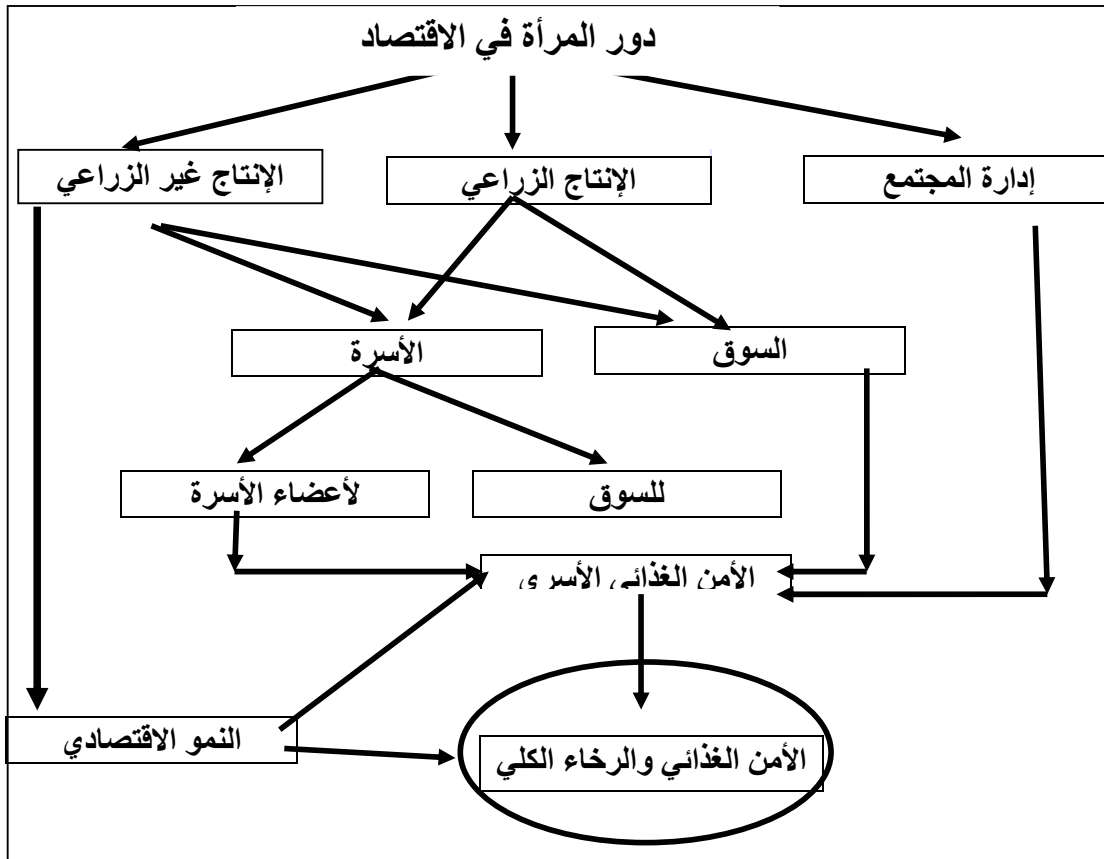 دور المرأة في الاقتصاد
إدارة المجتمع
الإنتاج الزراعي
الإنتاج غير الزراعي
السوق
الأسرة
للسوق
لأعضاء الأسرة
الأمن الغذائي الأسري
النمو الاقتصادي
الأمن الغذائي والرخاء الكلي